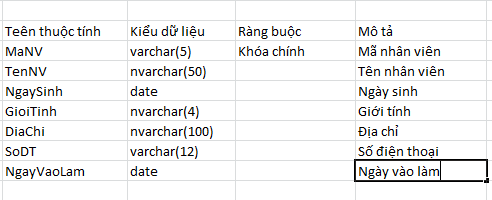 Teên thuộc tính Kiểu dữ liệu Ràng buộc Mô tả
MaNV varchar(5) Khóa chính Mã nhân viên
TenNV nvarchar(50) Tên nhân viên
NgaySinh date Ngày sinh
GioiTinh nvarchar(4) Giới tính
DiaChi nvarchar(100) Địa chỉ
SoDT varchar(12) Số điện thoại
NgayVaoLam date Ngày vào làm